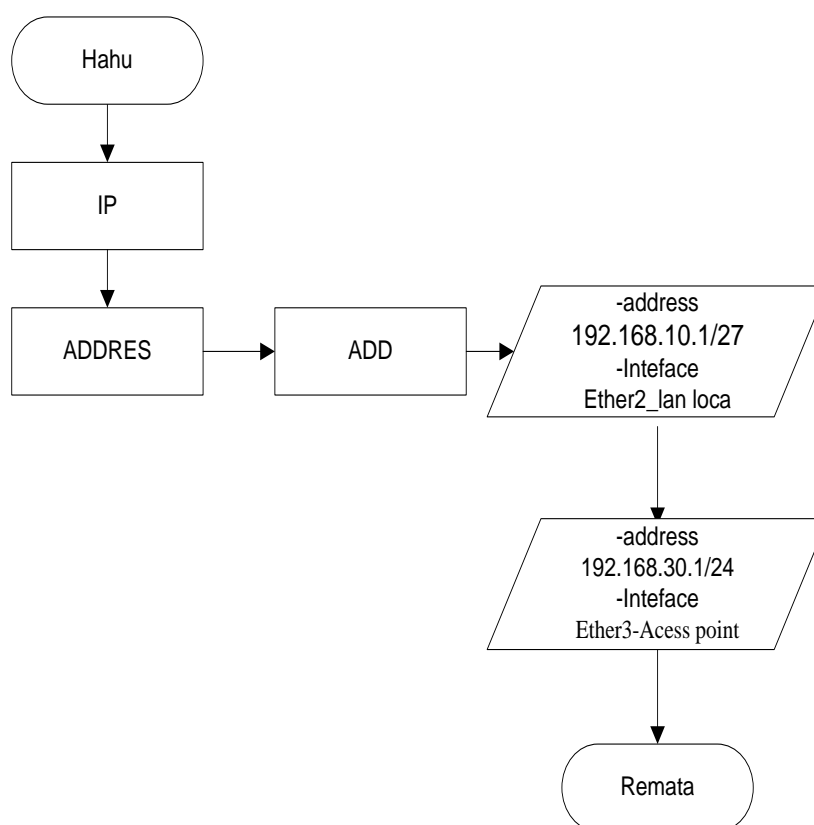 Hahu
IP
ADDRES
ADD
-address
192.168.10.1/27
-Inteface
Ether2_lan loca
-address
192.168.30.1/24
-Inteface
Ether3-Acess point
Remata